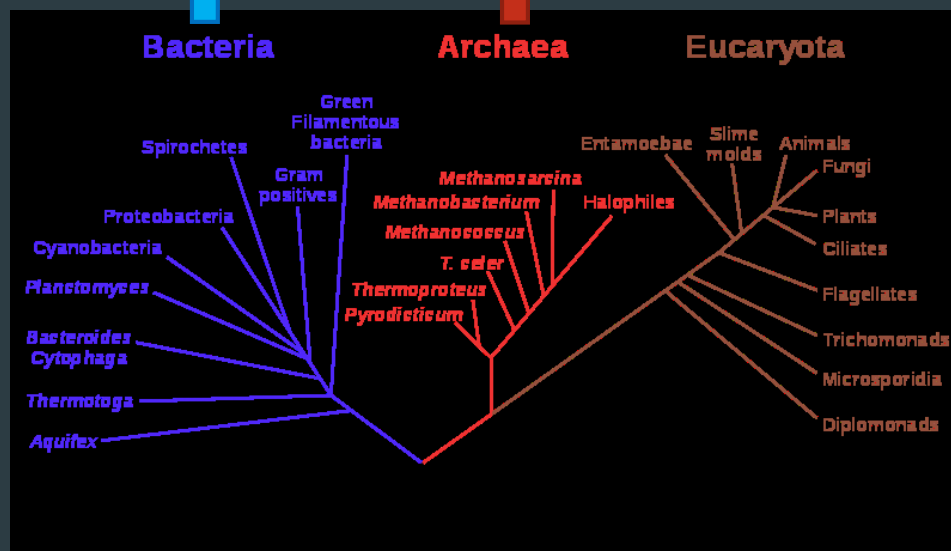 Bacteria
Archaea
Eucaryota
Green
Filamentous
bacteria
Spirochetes
Gram
positives
Proteobacteria
Cyanobacteria
Planctomyces
Bacteroides
Cytophaga
Thermotoga
Aquifex
Methanosarcina
Methanobacterium
Halophiles
Methanococcus
T. celer
Thermoproteus
Pyrodicticum
Entamoebae
Slime
molds
Animals
Fungi
Plants
Ciliates
Flagellates
Trichomonads
Microsporidia
Diplomonads